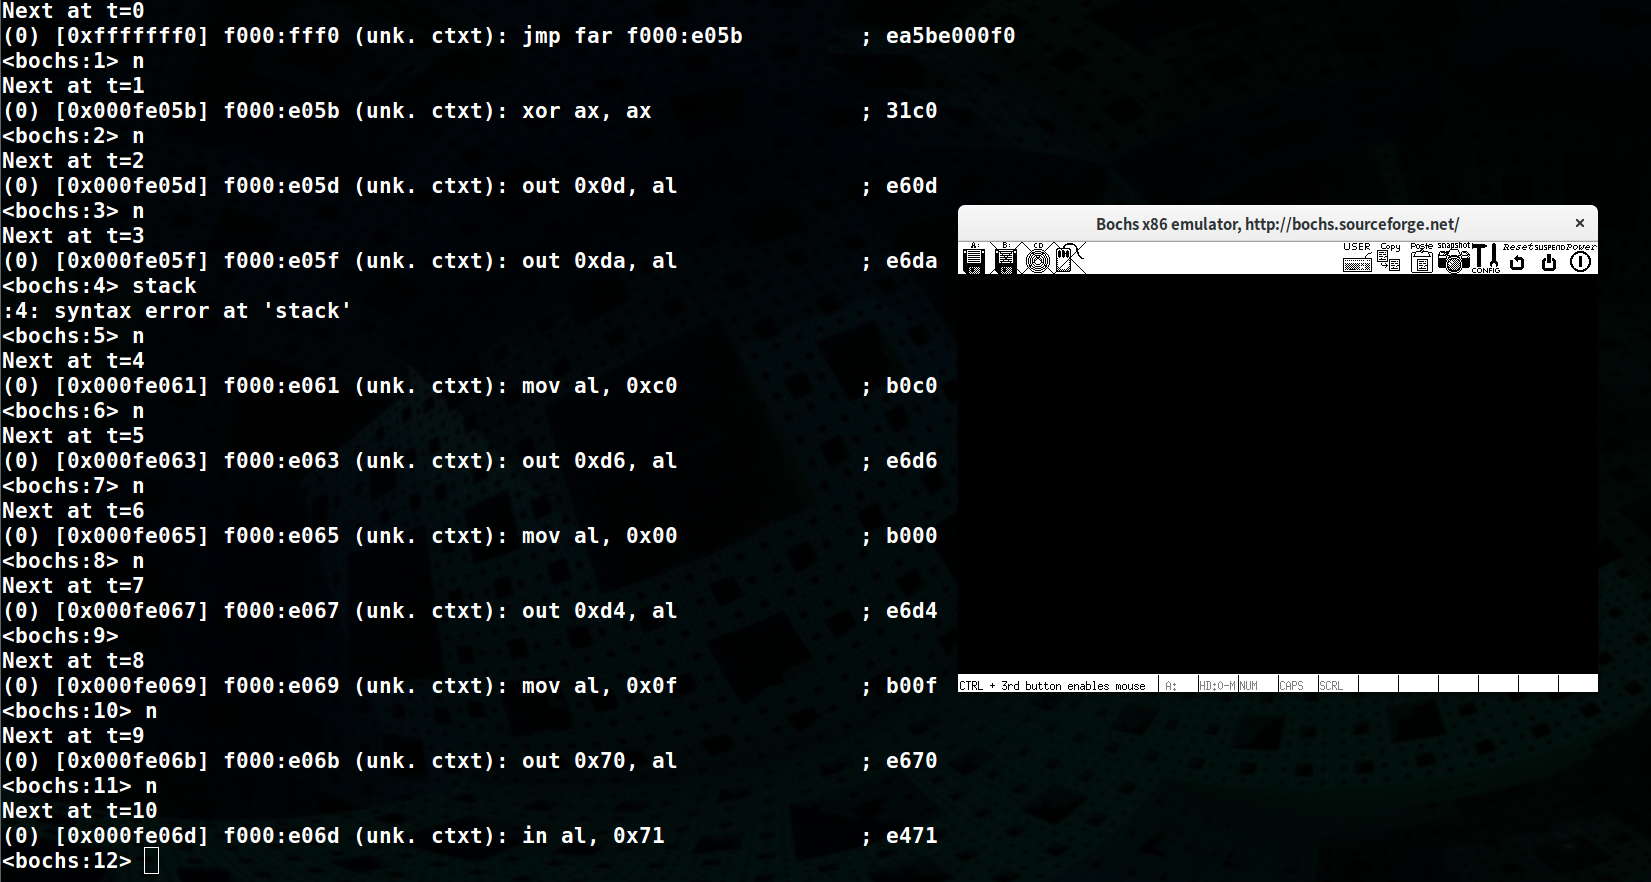 Next at t=0
(0) [0xfffffff0] f000:fff0 (unk. ctxt): jmp far f000:e05b         ; ea5be000f0
<bochs:1> n
Next at t=1
(0) [0x000fe05b] f000:e05b (unk. ctxt): xor ax, ax                ; 31c0
<bochs:2> n
Next at t=2
(0) [0x000fe05d] f000:e05d (unk. ctxt): out 0x0d, al              ; e60d
<bochs:3> n
Next at t=3
(0) [0x000fe05f] f000:e05f (unk. ctxt): out 0xda, al              ; e6da
<bochs:4> stack
:4: syntax error at 'stack'
<bochs:5> n
Next at t=4
(0) [0x000fe061] f000:e061 (unk. ctxt): mov al, 0xc0              ; b0c0
<bochs:6> n
Next at t=5
(0) [0x000fe063] f000:e063 (unk. ctxt): out 0xd6, al              ; e6d6
<bochs:7> n
Next at t=6
(0) [0x000fe065] f000:e065 (unk. ctxt): mov al, 0x00              ; b000
<bochs:8> n
Next at t=7
(0) [0x000fe067] f000:e067 (unk. ctxt): out 0xd4, al              ; e6d4
<bochs:9>
Next at t=8
(0) [0x000fe069] f000:e069 (unk. ctxt): mov al, 0x0f              ; b00f
<bochs:10> n
Next at t=9
(0) [0x000fe06b] f000:e06b (unk. ctxt): out 0x70, al              ; e670
<bochs:11> n
Next at t=10
(0) [0x000fe06d] f000:e06d (unk. ctxt): in al, 0x71               ; e471
<bochs:12>
Bochs x86 emulator, http://bochs.sourceforge.net/
A: B: CD USER Copy Paste snapshot CONFIG Reset SUSPEND Power
CTRL + 3rd button enables mouse A: HD:0-M NUM CAPS SCRL